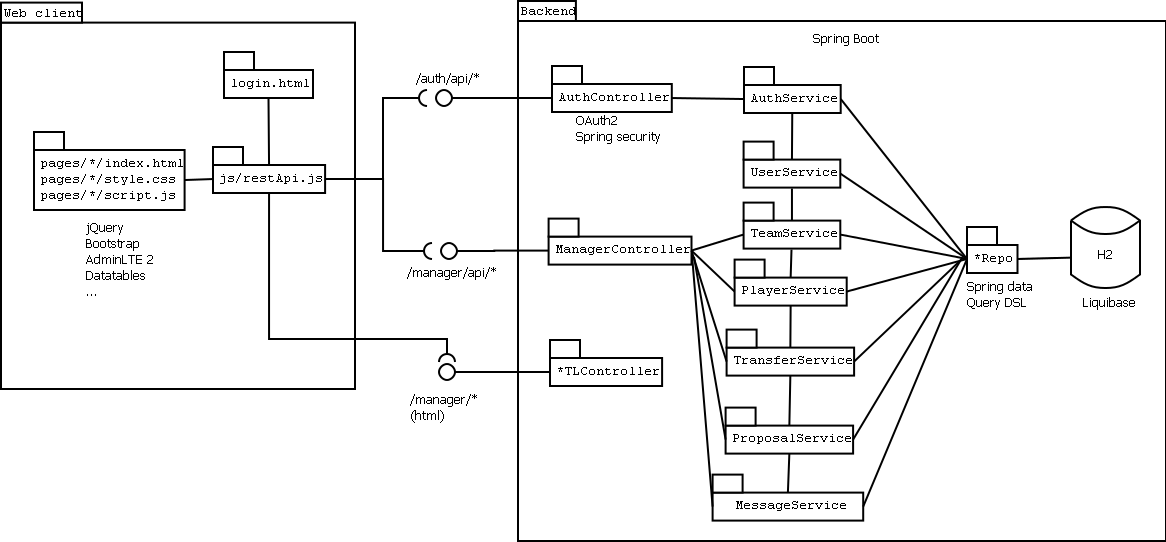 Web client
login.html
pages/*/index.html
pages/*/style.css
pages/*/script.js
js/restApi.js
jQuery
Bootstrap
AdminLTE 2
Datatables
...
/auth/api/*
/manager/api/*
/manager/*
(html)
Backend
Spring Boot
AuthController
OAuth2
Spring security
ManagerController
*TLController
AuthService
UserService
TeamService
PlayerService
TransferService
ProposalService
MessageService
*Repo
Spring data
Query DSL
H2
Liquibase